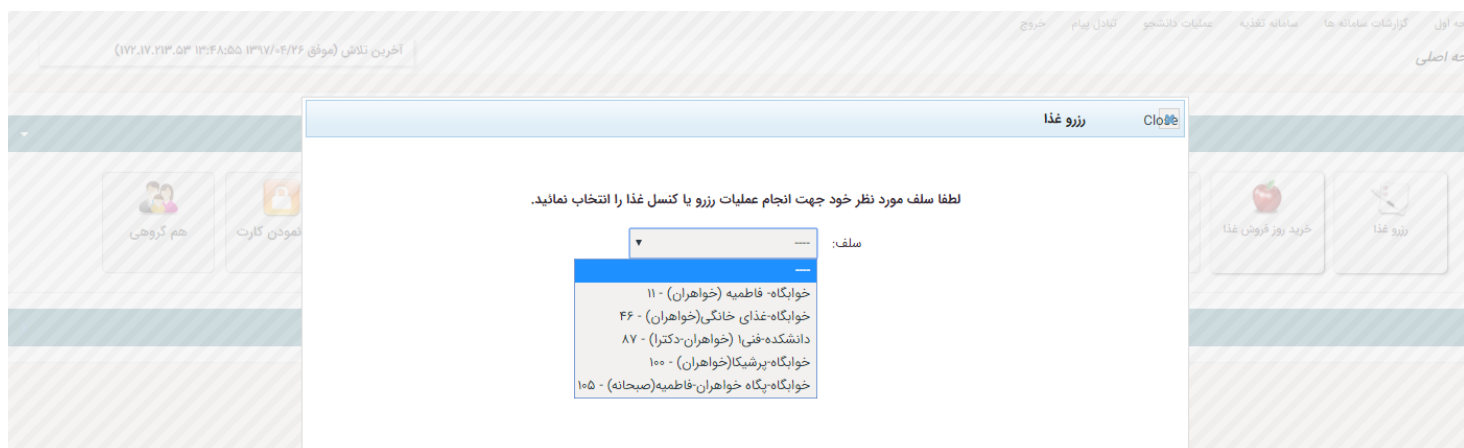 حه اول گزارشات سامانه ها سامانه تغذیه عملیات دانشجو تبادل پیام خروج
حه اصلی
آخرین تلاش (موفق ۱۳۹۷/۰۴/۲۶ ۱۳:۴۸:۵۵ ۱۷۲.۱۷.۲۱۳.۵۳)
رزرو غذا
Close
لطفا سلف مورد نظر خود جهت انجام عملیات رزرو یا کنسل غذا را انتخاب نمائید.
سلف:
----
----
خوابگاه- فاطمیه (خواهران) - ۱۱
خوابگاه-غذای خانگی(خواهران) - ۴۶
دانشکده-فنی۱ (خواهران-دکترا) - ۸۷
خوابگاه-پرشیکا(خواهران) - ۱۰۰
خوابگاه-پگاه خواهران-فاطمیه(صبحانه) - ۱۰۵
رزرو غذا
خرید روز فروش غذا
نمودن کارت
هم گروهی